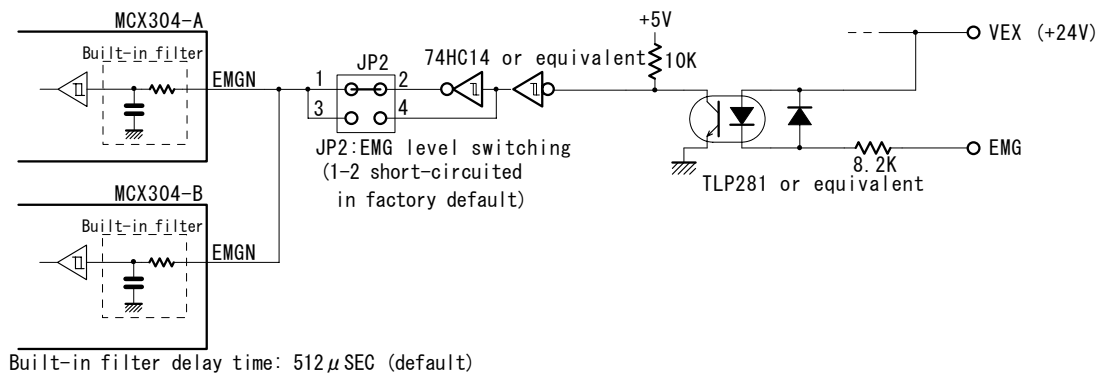 MCX304-A
Built-in filter
EMGN
JP2
1 2
3 4
JP2:EMG level switching
(1-2 short-circuited
in factory default)
74HC14 or equivalent
+5V
10K
VEX (+24V)
EMG
8.2K
TLP281 or equivalent
MCX304-B
Built-in filter
EMGN
Built-in filter delay time: 512μSEC (default)